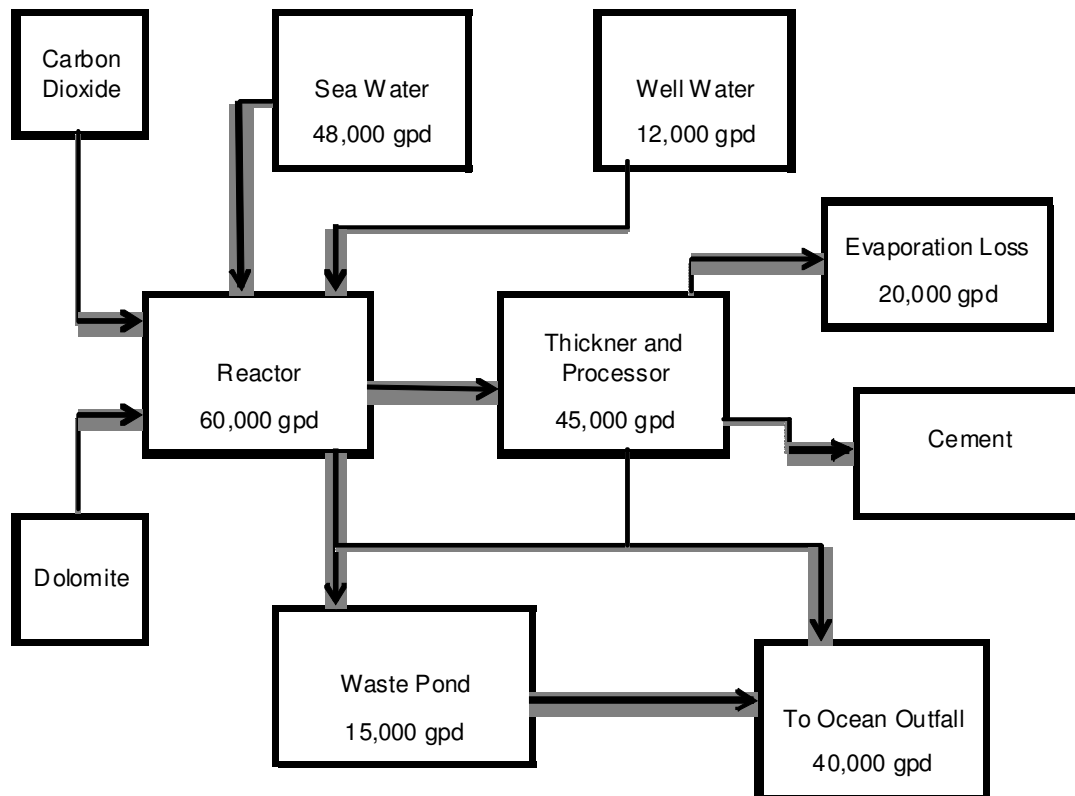 Carbon
Dioxide
Sea Water
48,000 gpd
Well Water
12,000 gpd
Evaporation Loss
20,000 gpd
Reactor
60,000 gpd
Thickner and
Processor
45,000 gpd
Cement
Dolomite
Waste Pond
15,000 gpd
To Ocean Outfall
40,000 gpd